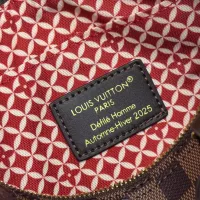 LOUIS VUITTON
PARIS
Défilé Homme
Automne-Hiver 2025